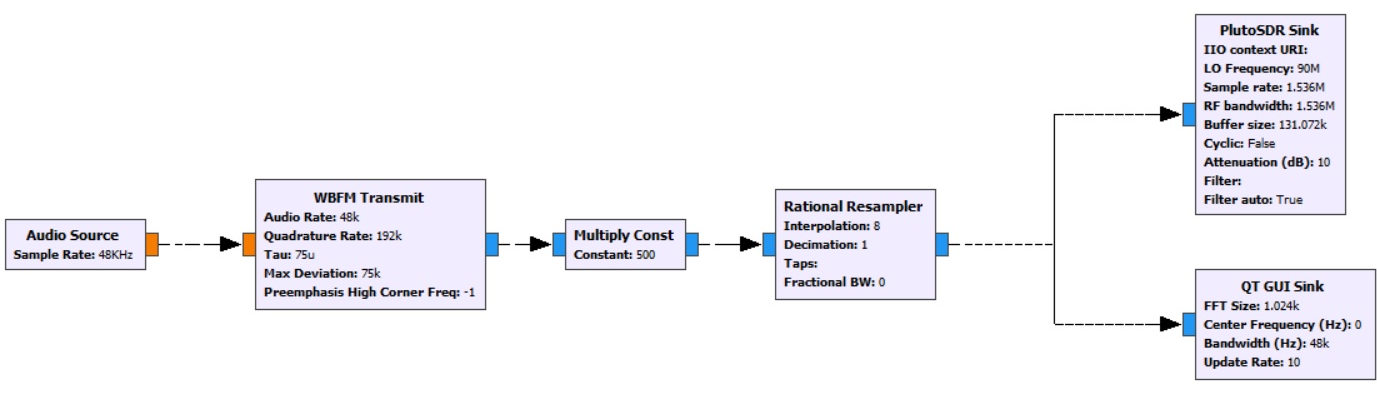 Audio Source
Sample Rate: 48KHz
WBFM Transmit
Audio Rate: 48k
Quadrature Rate: 192k
Tau: 75u
Max Deviation: 75k
Preemphasis High Corner Freq: -1
Multiply Const
Constant: 500
Rational Resampler
Interpolation: 8
Decimation: 1
Taps:
Fractional BW: 0
PlutoSDR Sink
IIO context URI:
LO Frequency: 90M
Sample rate: 1.536M
RF bandwidth: 1.536M
Buffer size: 131.072k
Cyclic: False
Attenuation (dB): 10
Filter:
Filter auto: True
QT GUI Sink
FFT Size: 1.024k
Center Frequency (Hz): 0
Bandwidth (Hz): 48k
Update Rate: 10